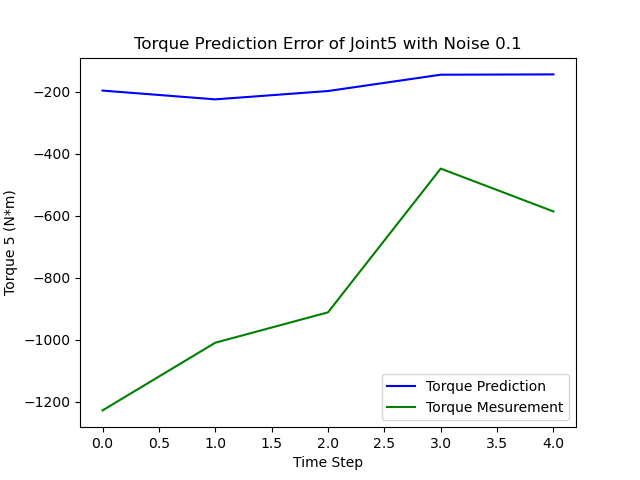 Torque Prediction Error of Joint5 with Noise 0.1
Torque 5 (N*m)
−200
−400
−600
−800
−1000
−1200
Torque Prediction
Torque Mesurement
0.0 0.5 1.0 1.5 2.0 2.5 3.0 3.5 4.0
Time Step